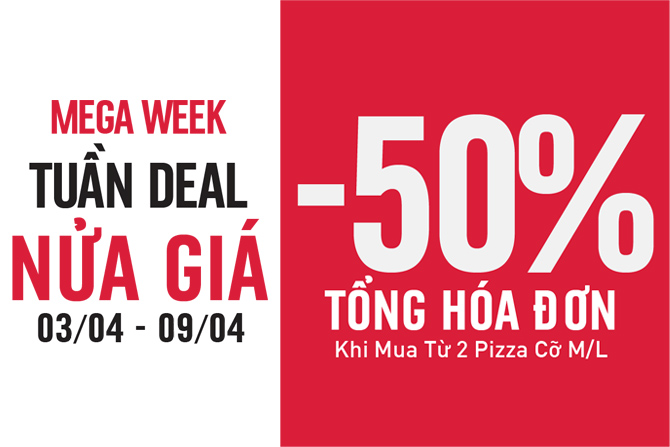 MEGA WEEK
TUẦN DEAL
NỬA GIÁ
03/04 - 09/04
-50%
TỔNG HÓA ĐƠN
Khi Mua Từ 2 Pizza Cỡ M/L